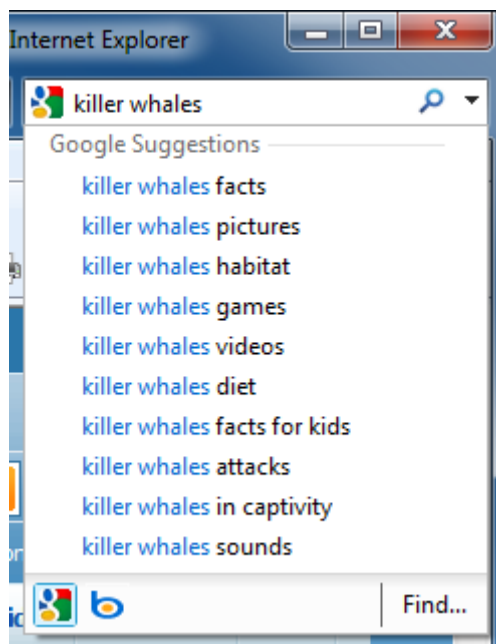 Internet Explorer
killer whales
Google Suggestions
killer whales facts
killer whales pictures
killer whales habitat
killer whales games
killer whales videos
killer whales diet
killer whales facts for kids
killer whales attacks
killer whales in captivity
killer whales sounds
Find...